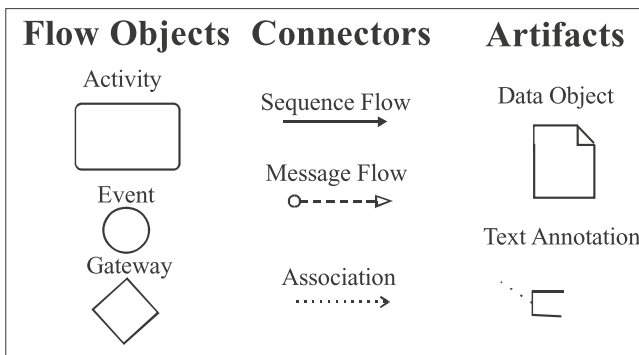 Flow Objects
Activity
Event
Gateway
Connectors
Sequence Flow
Message Flow
Association
Artifacts
Data Object
Text Annotation